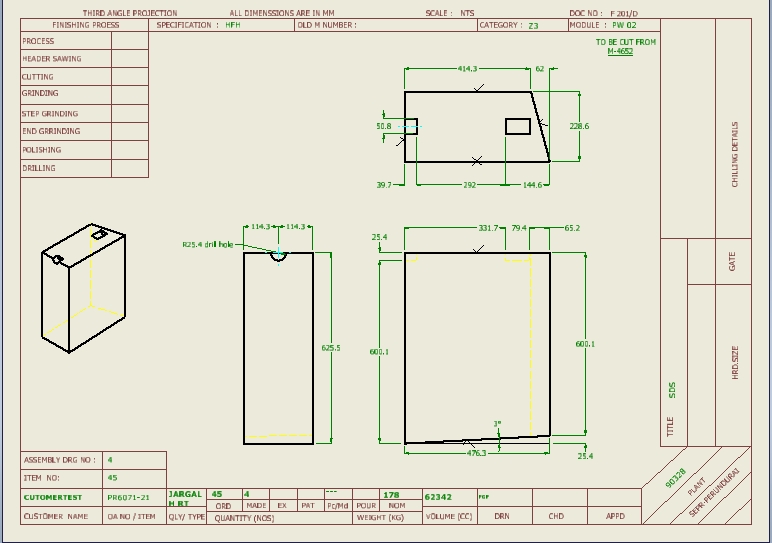 THIRD ANGLE PROJECTION ALL DIMENSSIONS ARE IN MM SCALE : NTS DOC NO : F 201/D
FINISHING PROESS SPECIFICATION : HFH OLD M NUMBER : CATEGORY : Z3 MODULE : PW 02
PROCESS
HEADER SAWING
CUTTING
GRINDING
STEP GRINDING
END GRRINDING
POLISHING
DRILLING
TO BE CUT FROM
M-4652
414.3 62
50.8 228.6
39.7 292 144.6
CHILLING DETAILS
GATE
HRD.SIZE
TITLE SDS
114.3 114.3
R25.4 drill hole
625.5
331.7 79.4 65.2
25.4
600.1 600.1
3°
476.3 25.4
90328
PLANT
SEPR-PERUNDURAI
ASSEMBLY DRG NO : 4
ITEM NO: 45
CUTOMERTEST PR6071-21 JARGAL H RT 45 4 --- 178 62342 FGF
ORD MADE EX PAT Pc/Md POUR NOM
CUSTOMER NAME OA NO / ITEM QLY/ TYPE QUANTITY (NOS) WEIGHT (KG) VOLUME (CC) DRN CHD APPD